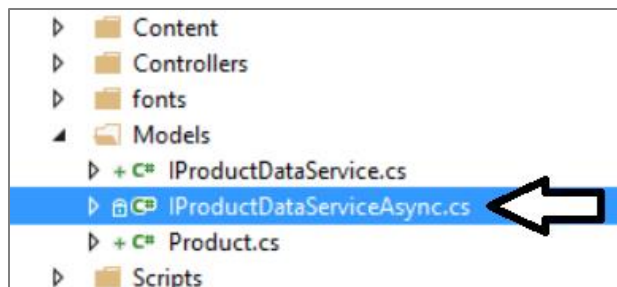 Content
Controllers
fonts
Models
+ C# IProductDataService.cs
C# IProductDataServiceAsync.cs
+ C# Product.cs
Scripts